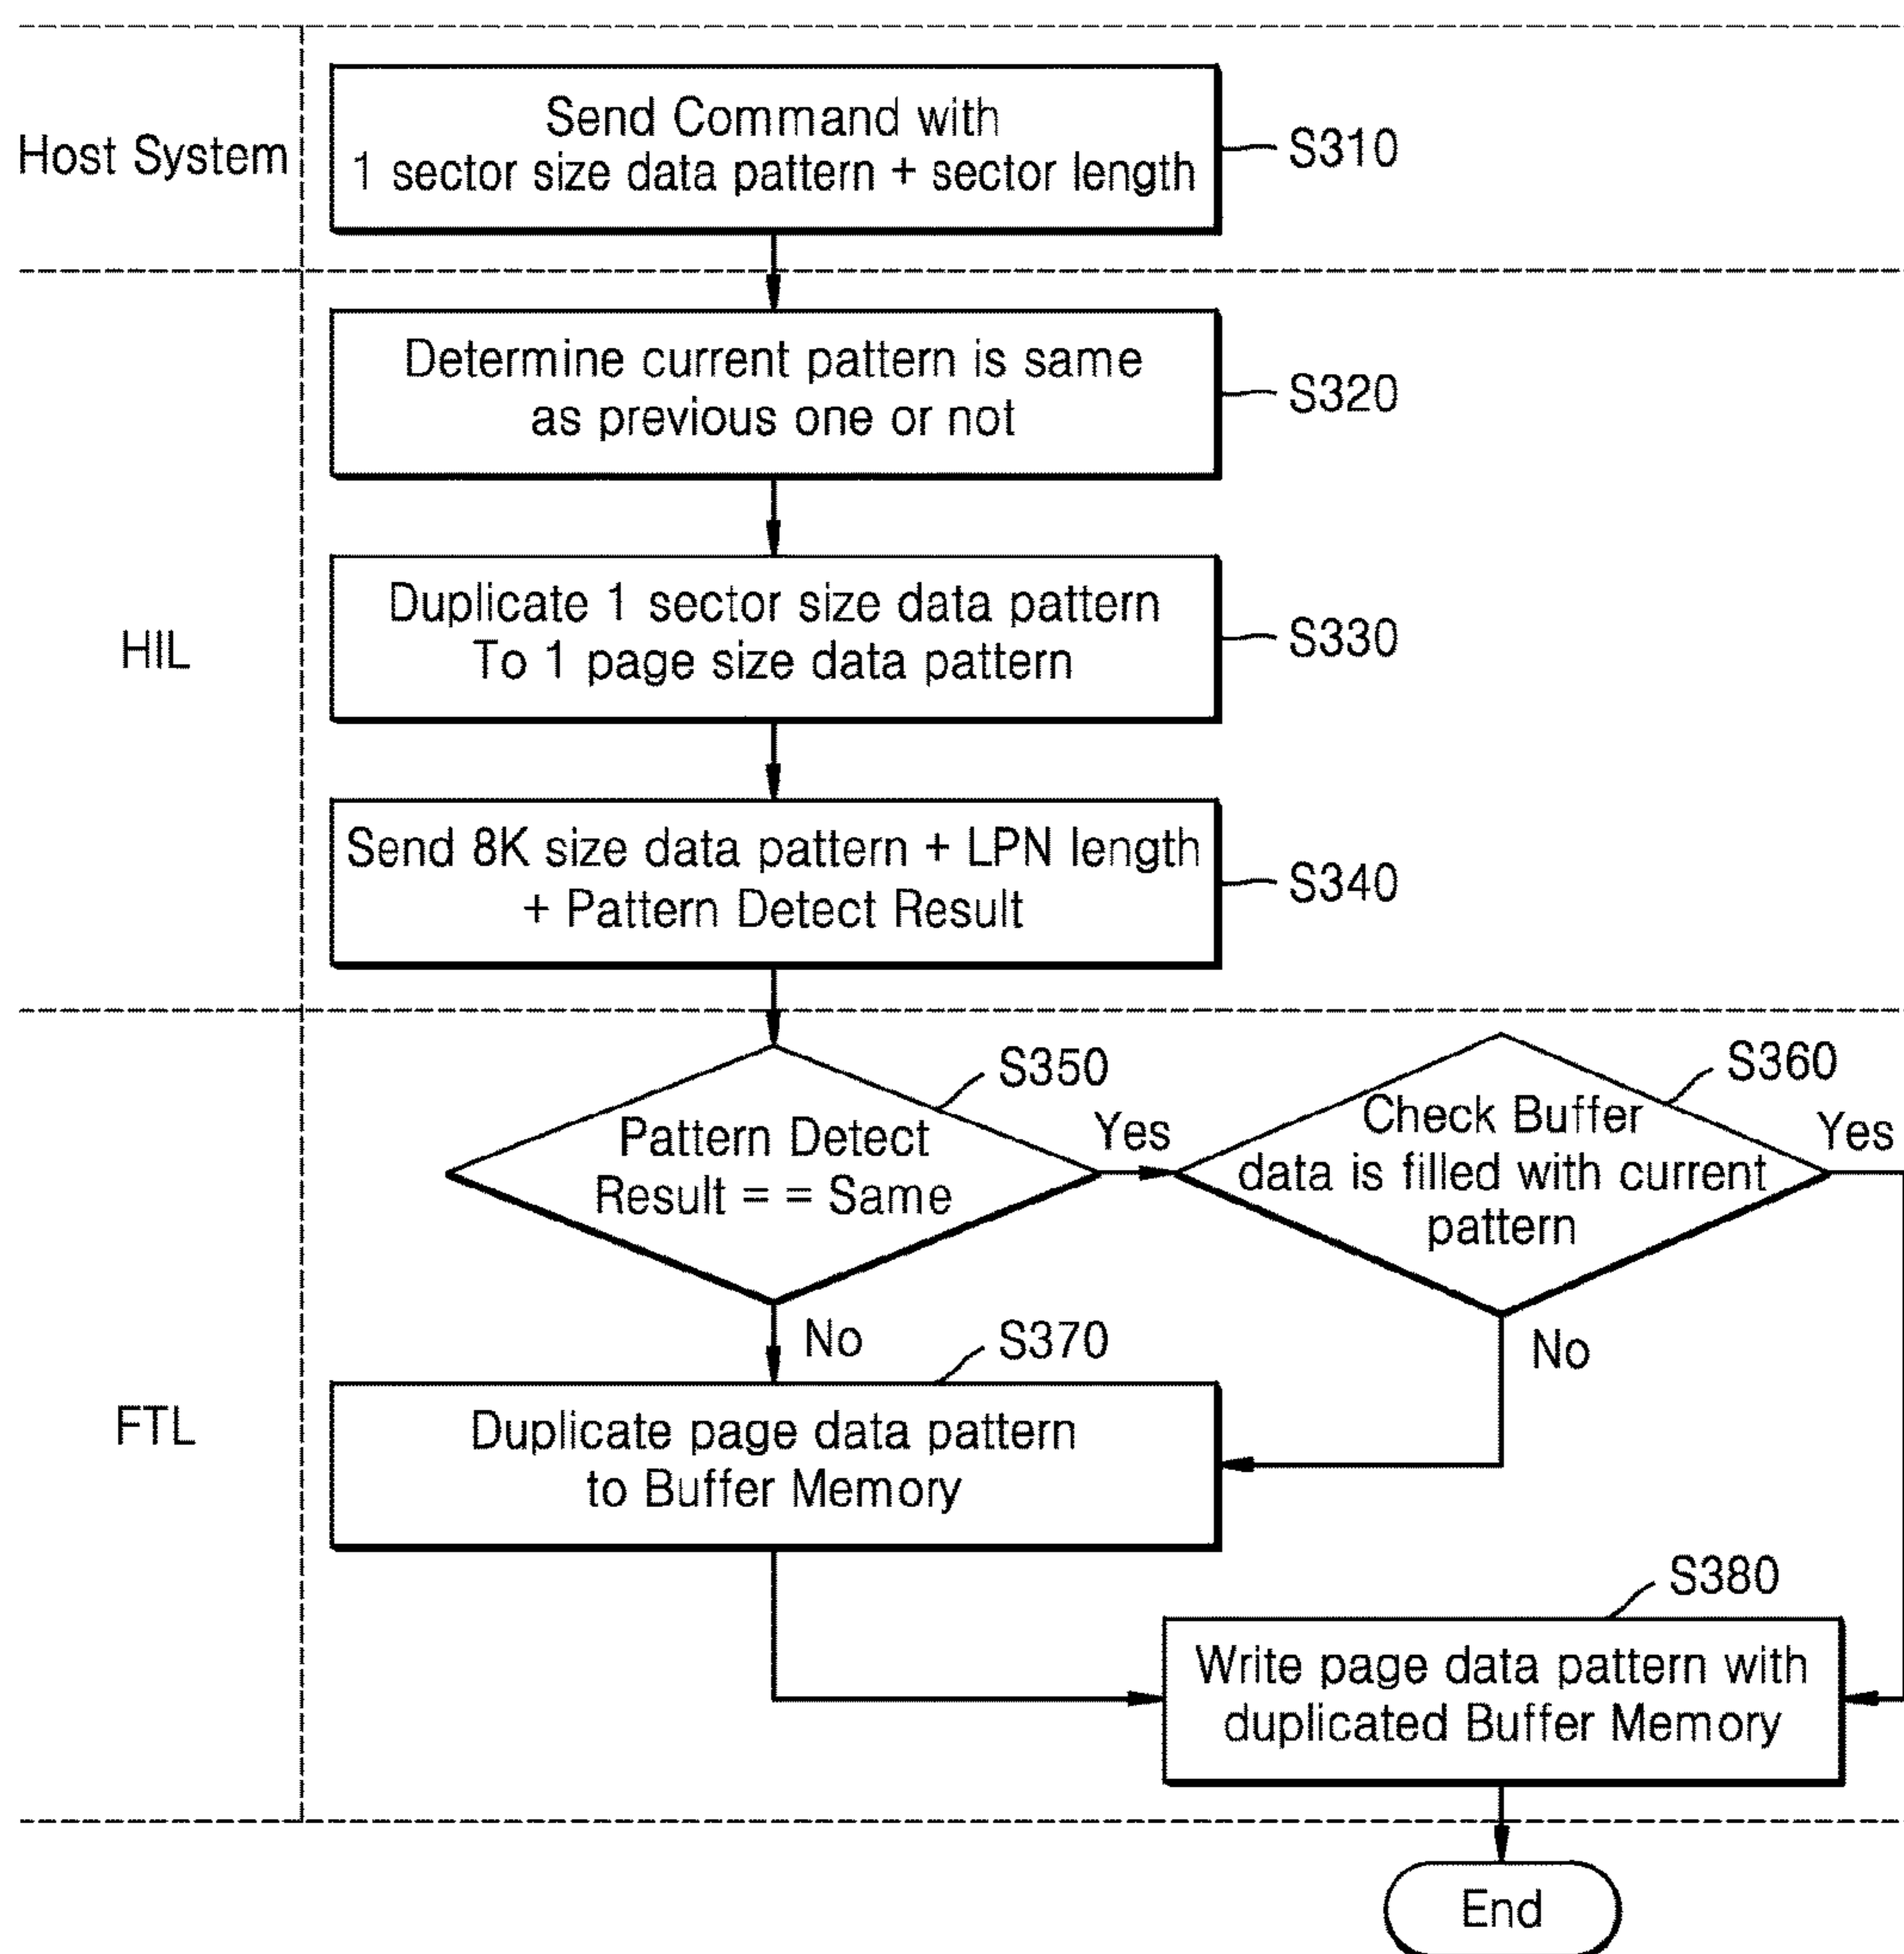 Host System
Send Command with
1 sector size data pattern + sector length
S310
Determine current pattern is same
as previous one or not
S320
HIL
Duplicate 1 sector size data pattern
To 1 page size data pattern
S330
Send 8K size data pattern + LPN length
+ Pattern Detect Result
S340
FTL
S350
Pattern Detect
Result = = Same
Yes
No
S360
Check Buffer
data is filled with current
pattern
Yes
No
S370
Duplicate page data pattern
to Buffer Memory
S380
Write page data pattern with
duplicated Buffer Memory
End